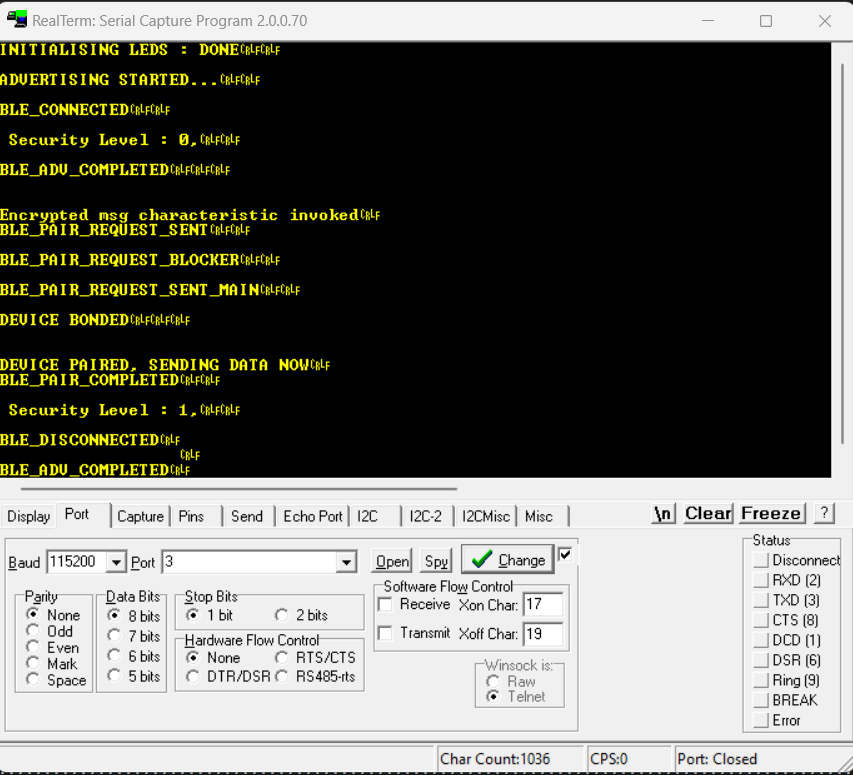 RealTerm: Serial Capture Program 2.0.0.70
INITIALISING LEDS : DONECRLFCRLF
ADVERTISING STARTED...CRLFCRLF
BLE_CONNECTEDCRLFCRLF
Security Level : 0,CRLFCRLF
BLE_ADV_COMPLETEDCRLFCRLFCRLF
Encrypted msg characteristic invokedCRLF
BLE_PAIR_REQUEST_SENTCRLFCRLF
BLE_PAIR_REQUEST_BLOCKERCRLFCRLF
BLE_PAIR_REQUEST_SENT_MAINCRLFCRLF
DEVICE BONDEDCRLFCRLFCRLF
DEVICE PAIRED, SENDING DATA NOWCRLF
BLE_PAIR_COMPLETEDCRLFCRLF
Security Level : 1,CRLFCRLF
BLE_DISCONNECTEDCRLF
CRLF
BLE_ADV_COMPLETEDCRLF
Display Port Capture Pins Send Echo Port I2C I2C-2 I2CMisc Misc \n Clear Freeze ?
Baud 115200 Port 3 Open Spy Change
Parity
None
Odd
Even
Mark
Space
Data Bits
8 bits
7 bits
6 bits
5 bits
Stop Bits
1 bit 2 bits
Hardware Flow Control
None RTS/CTS
DTR/DSR RS485-rts
Software Flow Control
Receive Xon Char: 17
Transmit Xoff Char: 19
Winsock is:
Raw
Telnet
Status
Disconnect
RXD (2)
TXD (3)
CTS (8)
DCD (1)
DSR (6)
Ring (9)
BREAK
Error
Char Count:1036 CPS:0 Port: Closed